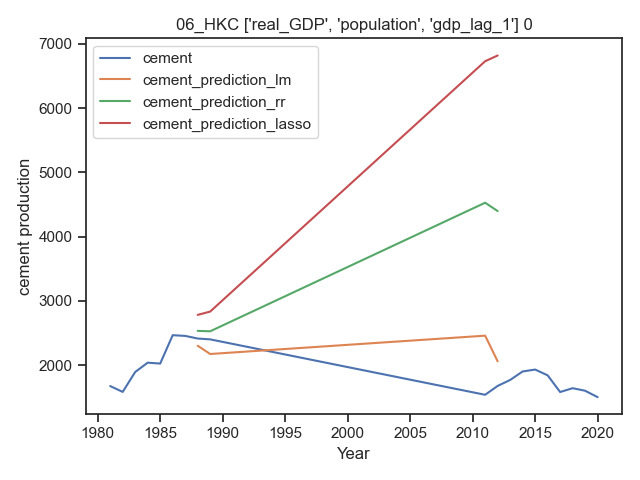 06_HKC ['real_GDP', 'population', 'gdp_lag_1'] 0
7000
6000
5000
4000
3000
2000
cement production
cement
cement_prediction_lm
cement_prediction_rr
cement_prediction_lasso
1980
1985
1990
1995
2000
2005
2010
2015
2020
Year